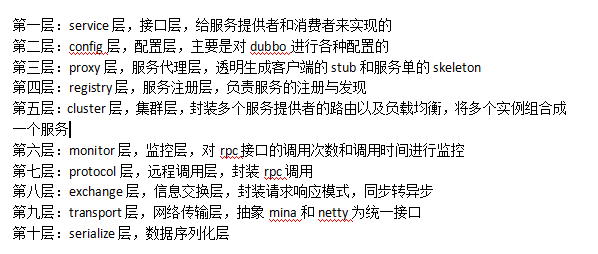 第一层：service 层，接口层，给服务提供者和消费者来实现的
第二层：config 层，配置层，主要是对 dubbo 进行各种配置的
第三层：proxy 层，服务代理层，透明生成客户端的 stub 和服务单的 skeleton
第四层：registry 层，服务注册层，负责服务的注册与发现
第五层：cluster 层，集群层，封装多个服务提供者的路由以及负载均衡，将多个实例组合成
一个服务
第六层：monitor 层，监控层，对 rpc 接口的调用次数和调用时间进行监控
第七层：protocol 层，远程调用层，封装 rpc 调用
第八层：exchange 层，信息交换层，封装请求响应模式，同步转异步
第九层：transport 层，网络传输层，抽象 mina 和 netty 为统一接口
第十层：serialize 层，数据序列化层